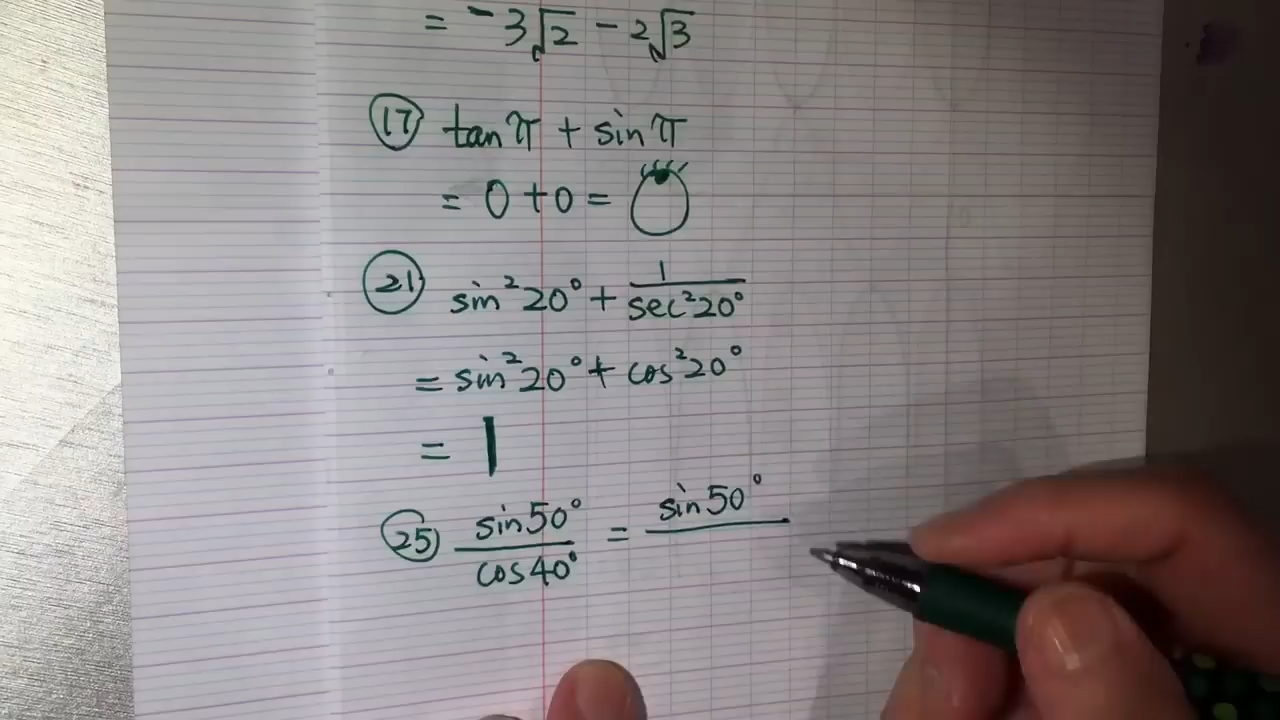 = -3√2 - 2√3
(17) tan π + sin π
= 0 + 0 = 0
(21) sin²20° + 1/sec²20°
= sin²20° + cos²20°
= 1
(25) sin50°/cos40° = sin50°/